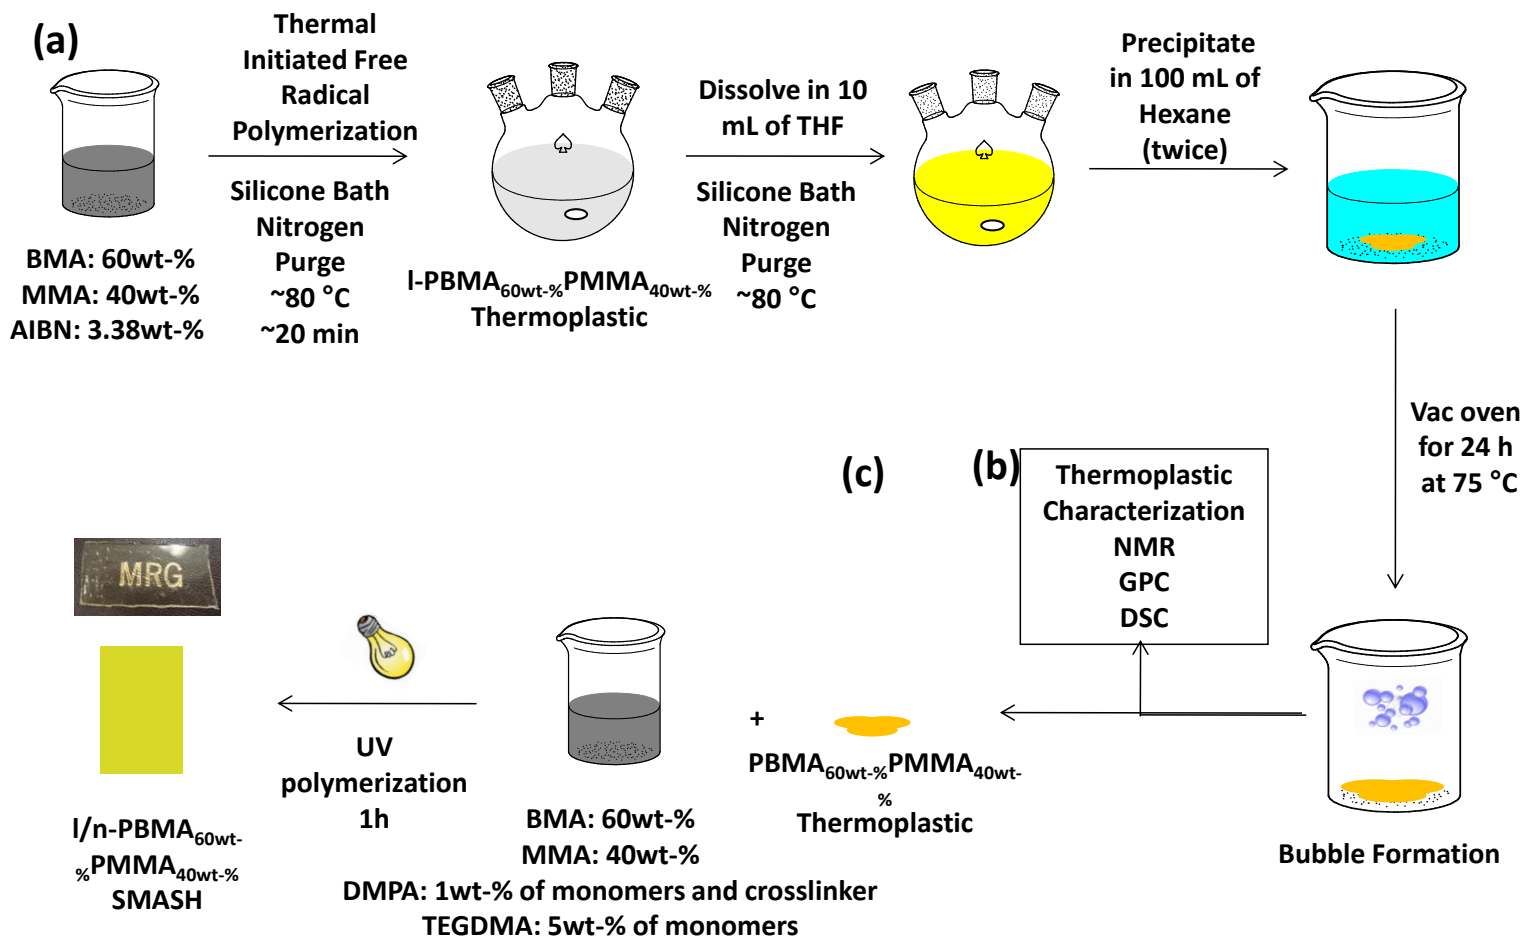 (a)
Thermal
Initiated Free
Radical
Polymerization
Silicone Bath
Nitrogen
Purge
~80 °C
~20 min
BMA: 60wt-%
MMA: 40wt-%
AIBN: 3.38wt-%
l-PBMA60wt-%PMMA40wt-%
Thermoplastic
Dissolve in 10
mL of THF
Silicone Bath
Nitrogen
Purge
~80 °C
Precipitate
in 100 mL of
Hexane
(twice)
Vac oven
for 24 h
at 75 °C
Bubble Formation
(b)
Thermoplastic
Characterization
NMR
GPC
DSC
(c)
+
PBMA60wt-%PMMA40wt-
%
Thermoplastic
BMA: 60wt-%
MMA: 40wt-%
DMPA: 1wt-% of monomers and crosslinker
TEGDMA: 5wt-% of monomers
UV
polymerization
1h
MRG
l/n-PBMA60wt-
%PMMA40wt-%
SMASH